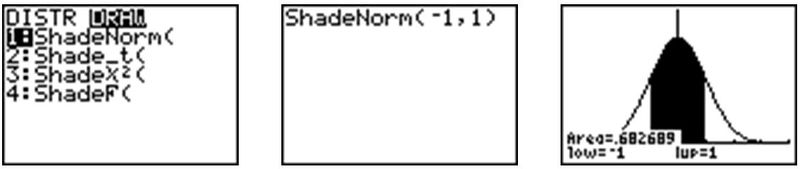 DISTR DRAW
1:ShadeNorm(
2:Shade_t(
3:Shadeχ²(
4:ShadeF(
ShadeNorm(-1,1)
Area=.682689
low=-1 up=1